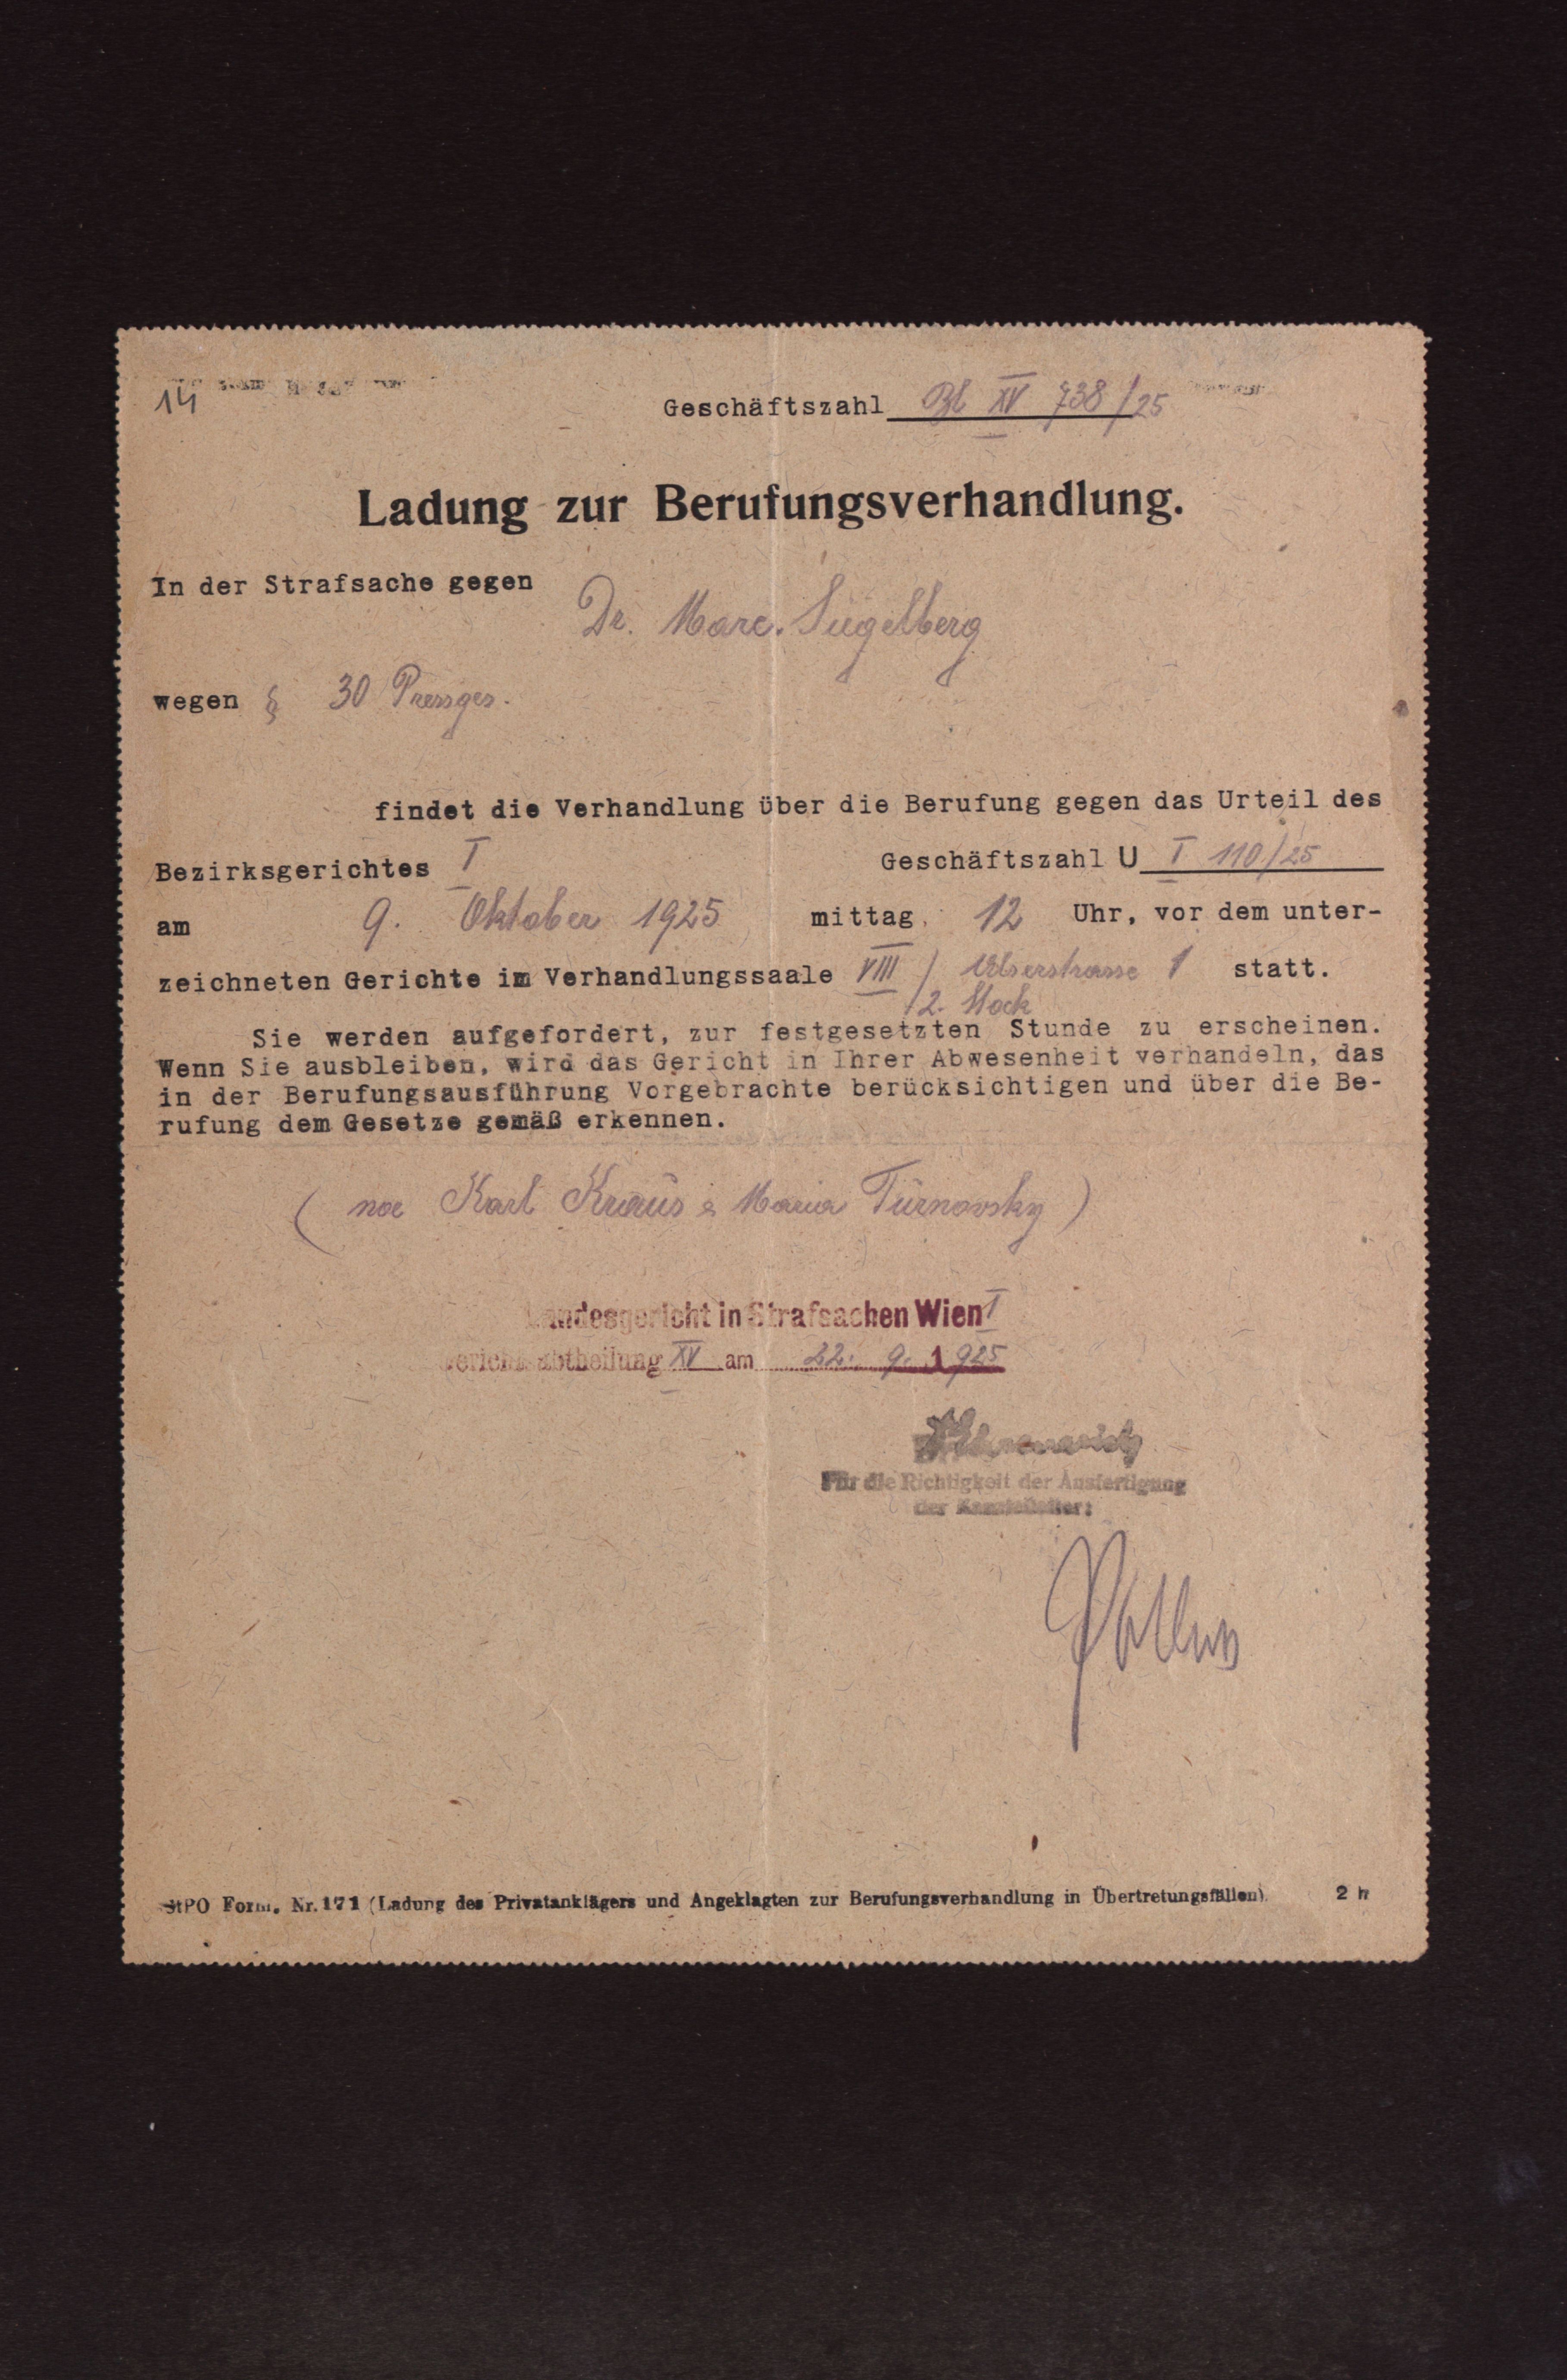 14
Geschäftszahl Bl XV 738/25
Ladung zur Berufungsverhandlung.
In der Strafsache gegen
Dr. Marc. Siegelberg
wegen § 30 Pressges.
findet die Verhandlung über die Berufung gegen das Urteil des
Bezirksgerichtes I Geschäftszahl U I 110/25
am 9. Oktober 1925 mittag, 12 Uhr, vor dem unter-
zeichneten Gerichte im Verhandlungssaale VIII / Alserstrasse 1 statt.
/2. Stock
Sie werden aufgefordert, zur festgesetzten Stunde zu erscheinen.
Wenn Sie ausbleiben, wird das Gericht in Ihrer Abwesenheit verhandeln, das
in der Berufungsausführung Vorgebrachte berücksichtigen und über die Be-
rufung dem Gesetze gemäß erkennen.
( noe Karl Kraus & Maria Turnovsky )
Landesgericht in Strafsachen Wien I
Gerichtsabtheilung XV am 22. 9. 1925
Für die Richtigkeit der Ausfertigung
der Kanzleileiter:
StPO Form. Nr. 171 (Ladung des Privatanklägers und Angeklagten zur Berufungsverhandlung in Übertretungsfällen). 2 h